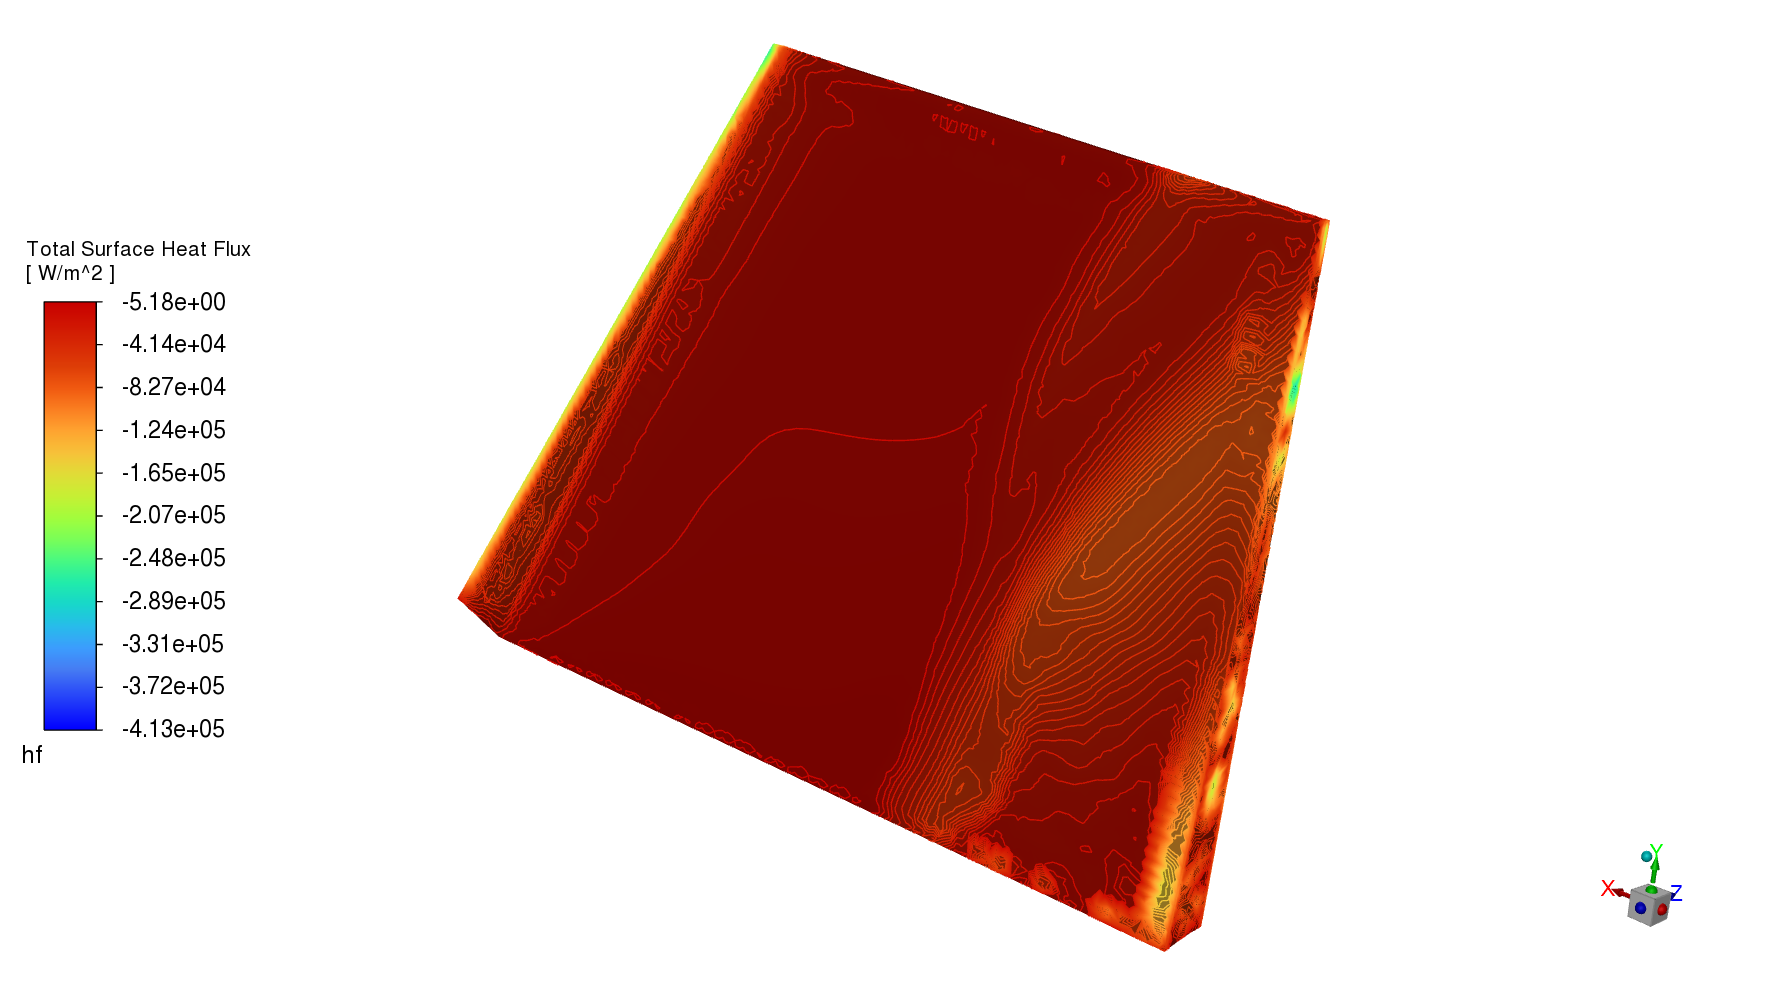 Total Surface Heat Flux
[ W/m^2 ]
-5.18e+00
-4.14e+04
-8.27e+04
-1.24e+05
-1.65e+05
-2.07e+05
-2.48e+05
-2.89e+05
-3.31e+05
-3.72e+05
-4.13e+05
hf
Y
X
Z